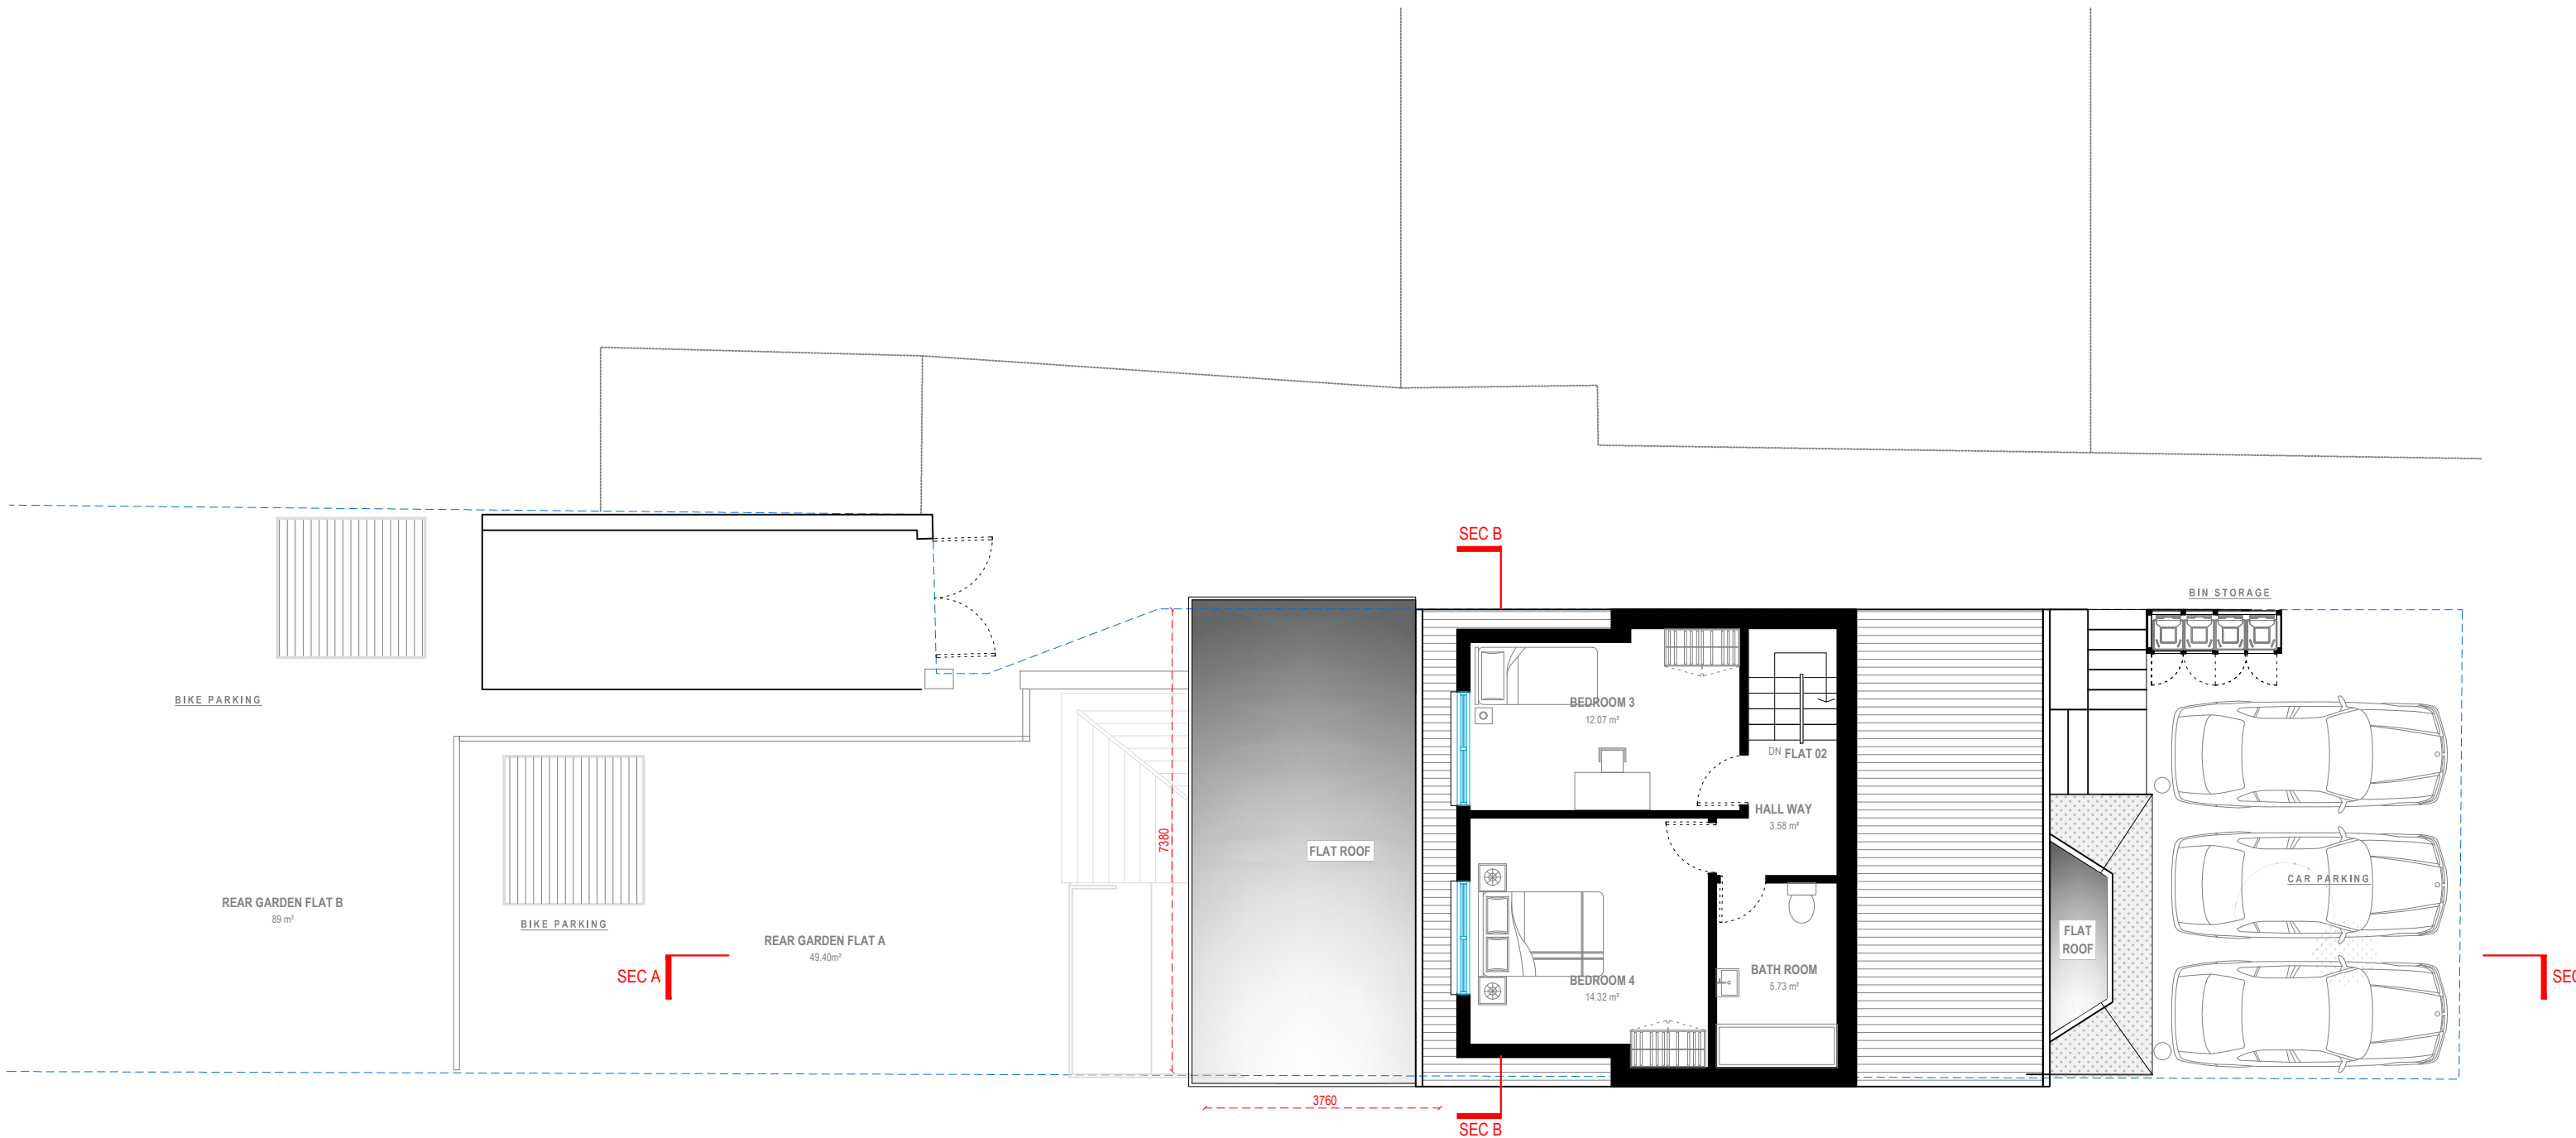 SEC B
BIN STORAGE
BIKE PARKING
BEDROOM 3
12.07 m²
DN FLAT 02
HALL WAY
3.58 m²
7380
FLAT ROOF
CAR PARKING
REAR GARDEN FLAT B
89 m²
BIKE PARKING
REAR GARDEN FLAT A
49.40m²
FLAT
ROOF
SEC A
BEDROOM 4
14.32 m²
BATH ROOM
5.73 m²
SEC
3760
SEC B